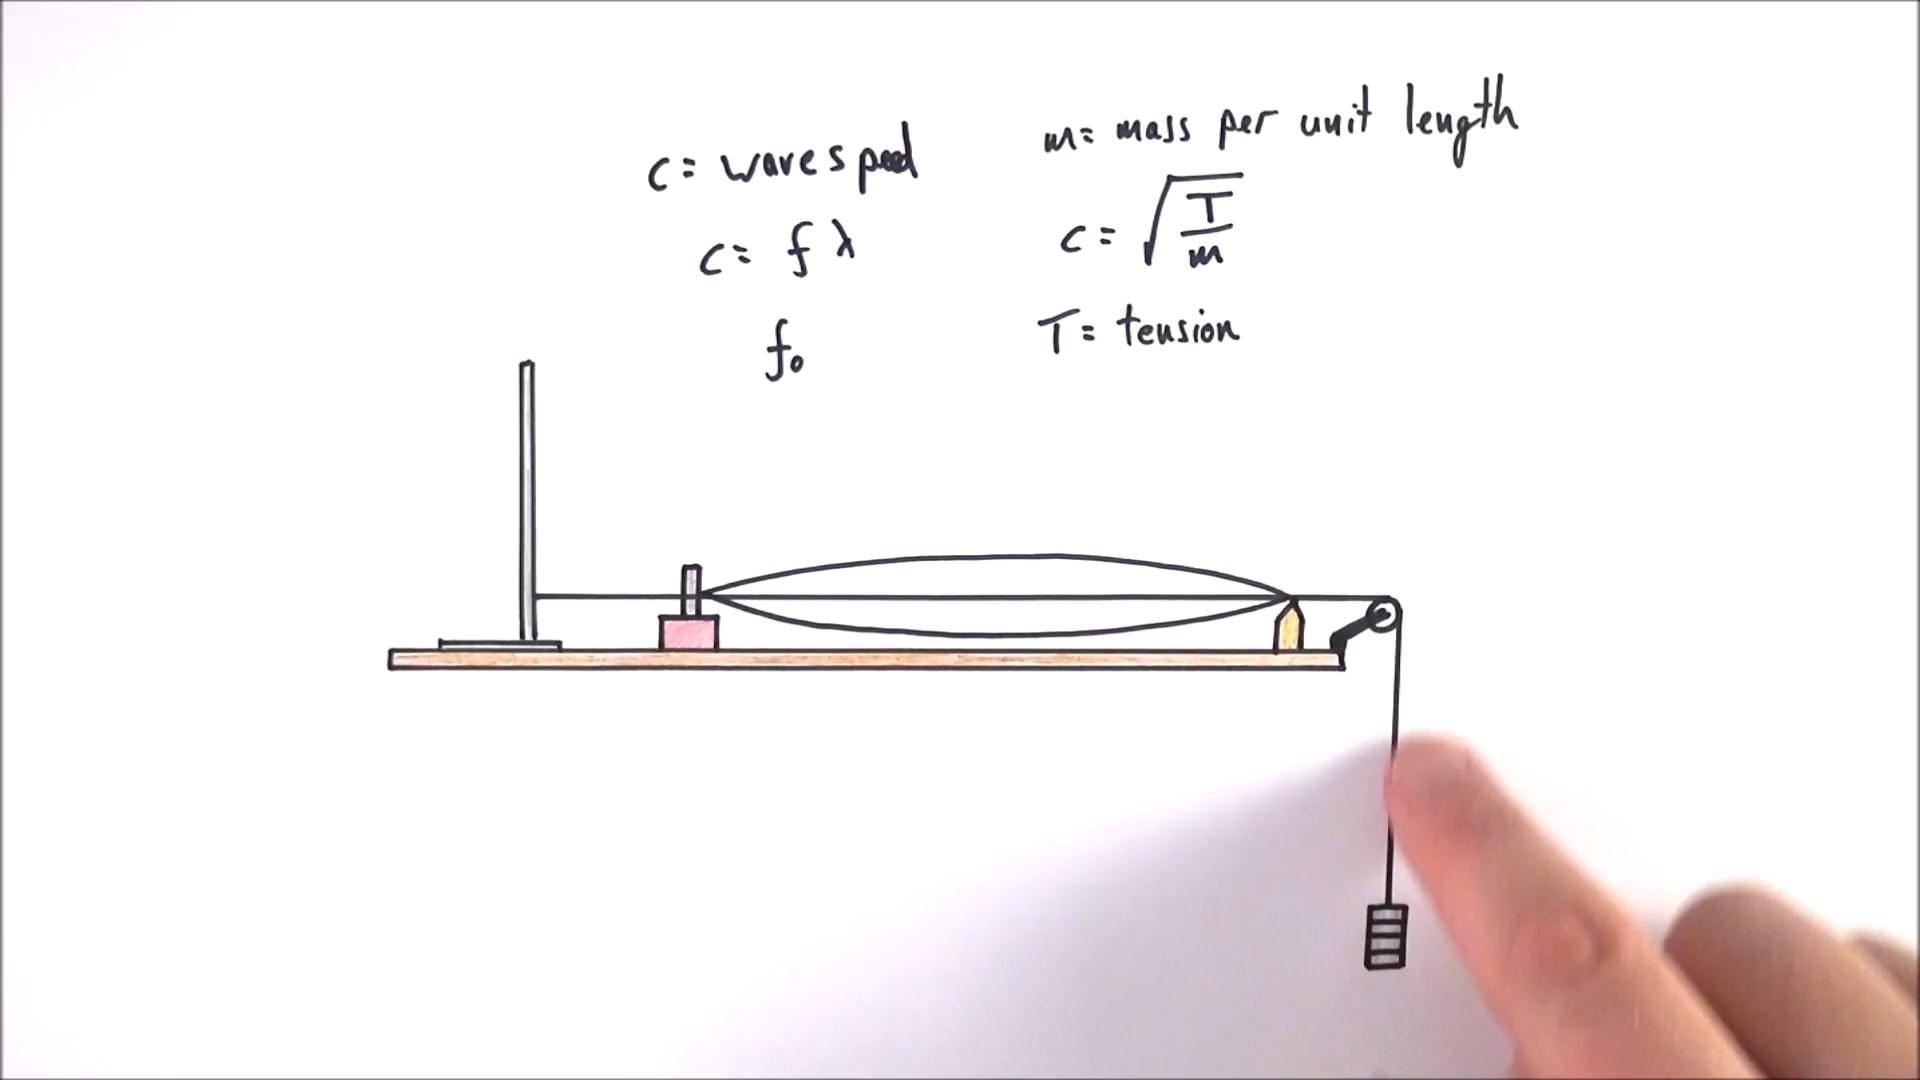 c = wave speed
c = f λ
f₀
m = mass per unit length
c = √(T/m)
T = tension